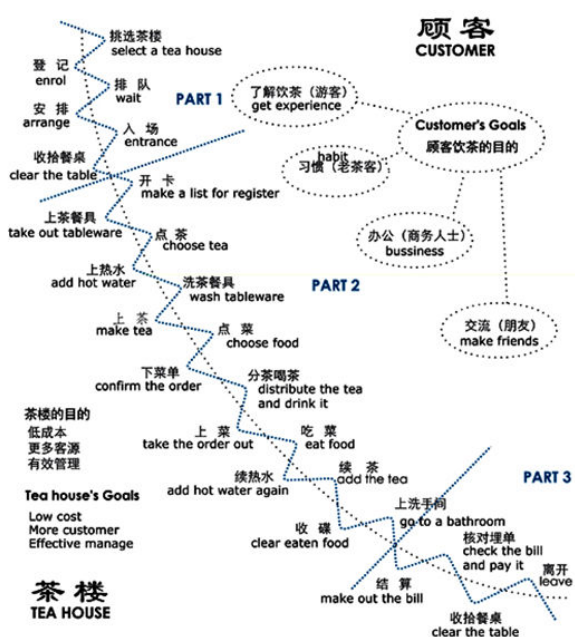 顾客
CUSTOMER
挑选茶楼
select a tea house
登 记
enrol
排 队
wait
PART 1
安 排
arrange
入 场
entrance
收拾餐桌
clear the table
开 卡
make a list for register
了解饮茶（游客）
get experience
Customer's Goals
顾客饮茶的目的
habit
习惯（老茶客）
办公（商务人士）
bussiness
交流（朋友）
make friends
上茶餐具
take out tableware
点 茶
choose tea
上热水
add hot water
洗茶餐具
wash tableware
PART 2
上 茶
make tea
点 菜
choose food
下菜单
confirm the order
分茶喝茶
distribute the tea
and drink it
上 菜
take the order out
吃 菜
eat food
续热水
add hot water again
续 茶
add the tea
PART 3
收 碟
clear eaten food
上洗手间
go to a bathroom
结 算
make out the bill
核对埋单
check the bill
and pay it
收拾餐桌
clear the table
离开
leave
茶楼的目的
低成本
更多客源
有效管理
Tea house's Goals
Low cost
More customer
Effective manage
茶楼
TEA HOUSE